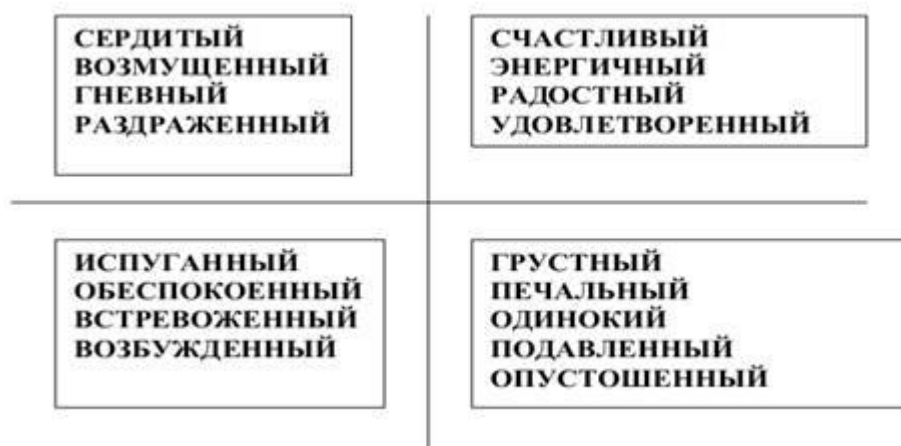 СЕРДИТЫЙ
ВОЗМУЩЕННЫЙ
ГНЕВНЫЙ
РАЗДРАЖЕННЫЙ
СЧАСТЛИВЫЙ
ЭНЕРГИЧНЫЙ
РАДОСТНЫЙ
УДОВЛЕТВОРЕННЫЙ
ИСПУГАННЫЙ
ОБЕСПОКОЕННЫЙ
ВСТРЕВОЖЕННЫЙ
ВОЗБУЖДЕННЫЙ
ГРУСТНЫЙ
ПЕЧАЛЬНЫЙ
ОДИНОКИЙ
ПОДАВЛЕННЫЙ
ОПУСТОШЕННЫЙ